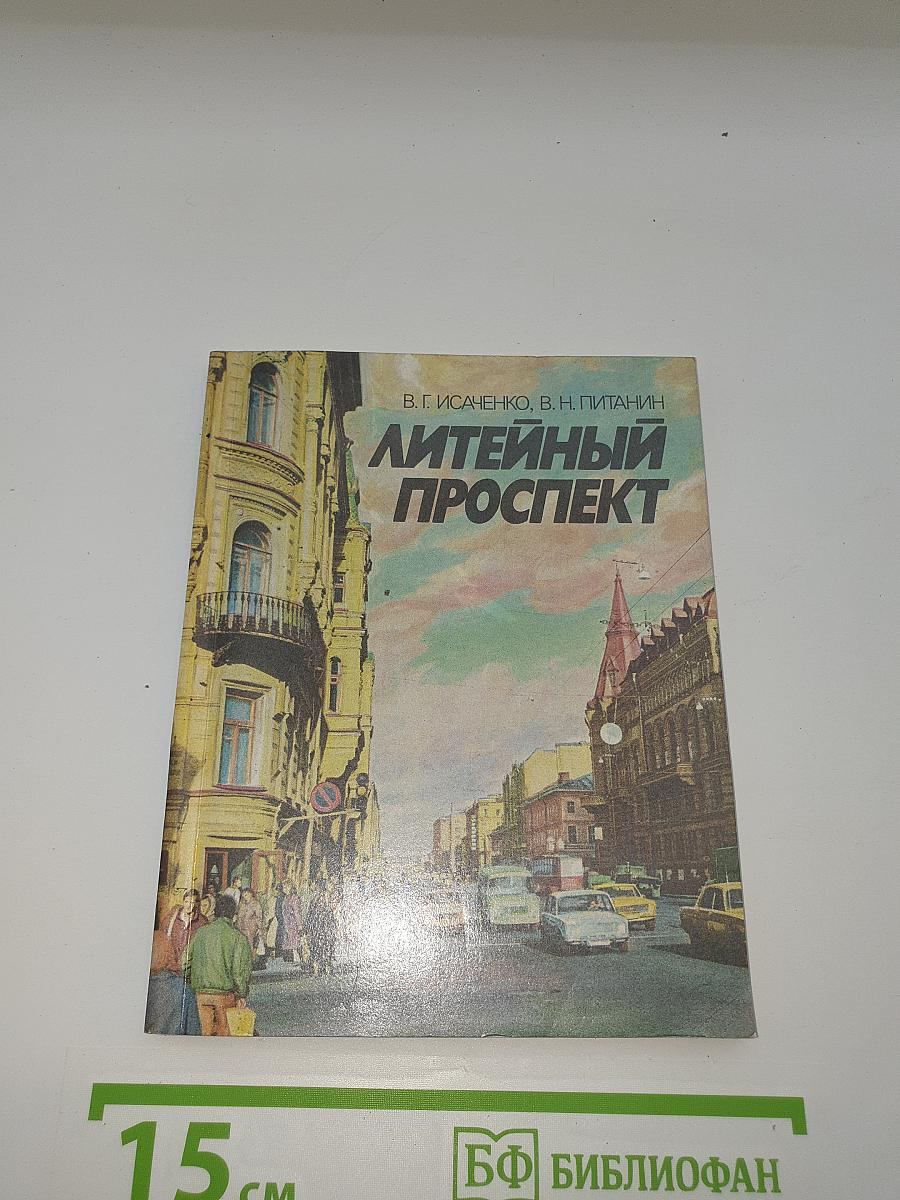 В. Г. ИСАЧЕНКО, В. Н. ПИТАНИН
ЛИТЕЙНЫЙ
ПРОСПЕКТ
15 см
БФ БИБЛИОФАН